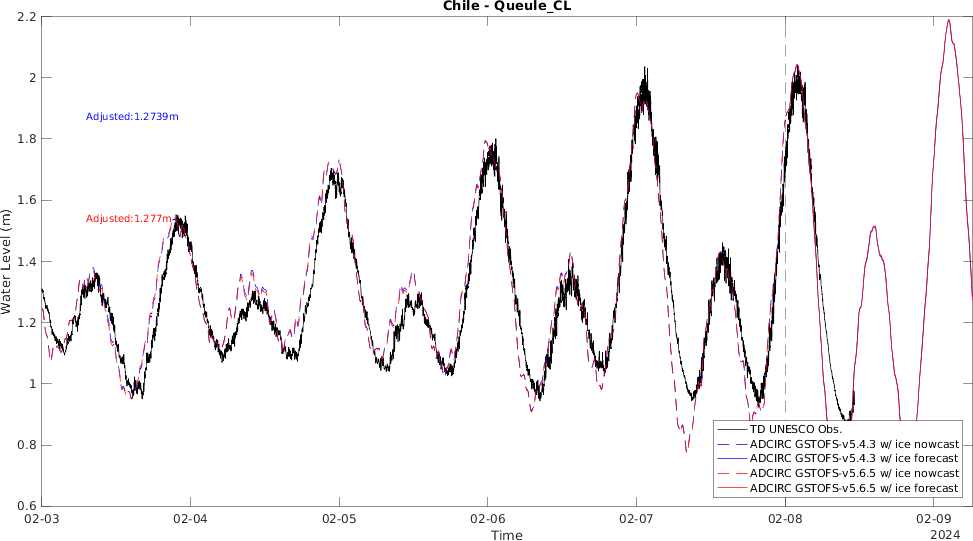 Chile - Queule_CL
2.2
2
1.8
1.6
1.4
1.2
1
0.8
0.6
Water Level (m)
Adjusted:1.2739m
Adjusted:1.277m
TD UNESCO Obs.
ADCIRC GSTOFS-v5.4.3 w/ ice nowcast
ADCIRC GSTOFS-v5.4.3 w/ ice forecast
ADCIRC GSTOFS-v5.6.5 w/ ice nowcast
ADCIRC GSTOFS-v5.6.5 w/ ice forecast
02-03 02-04 02-05 02-06 02-07 02-08 02-09
Time
2024